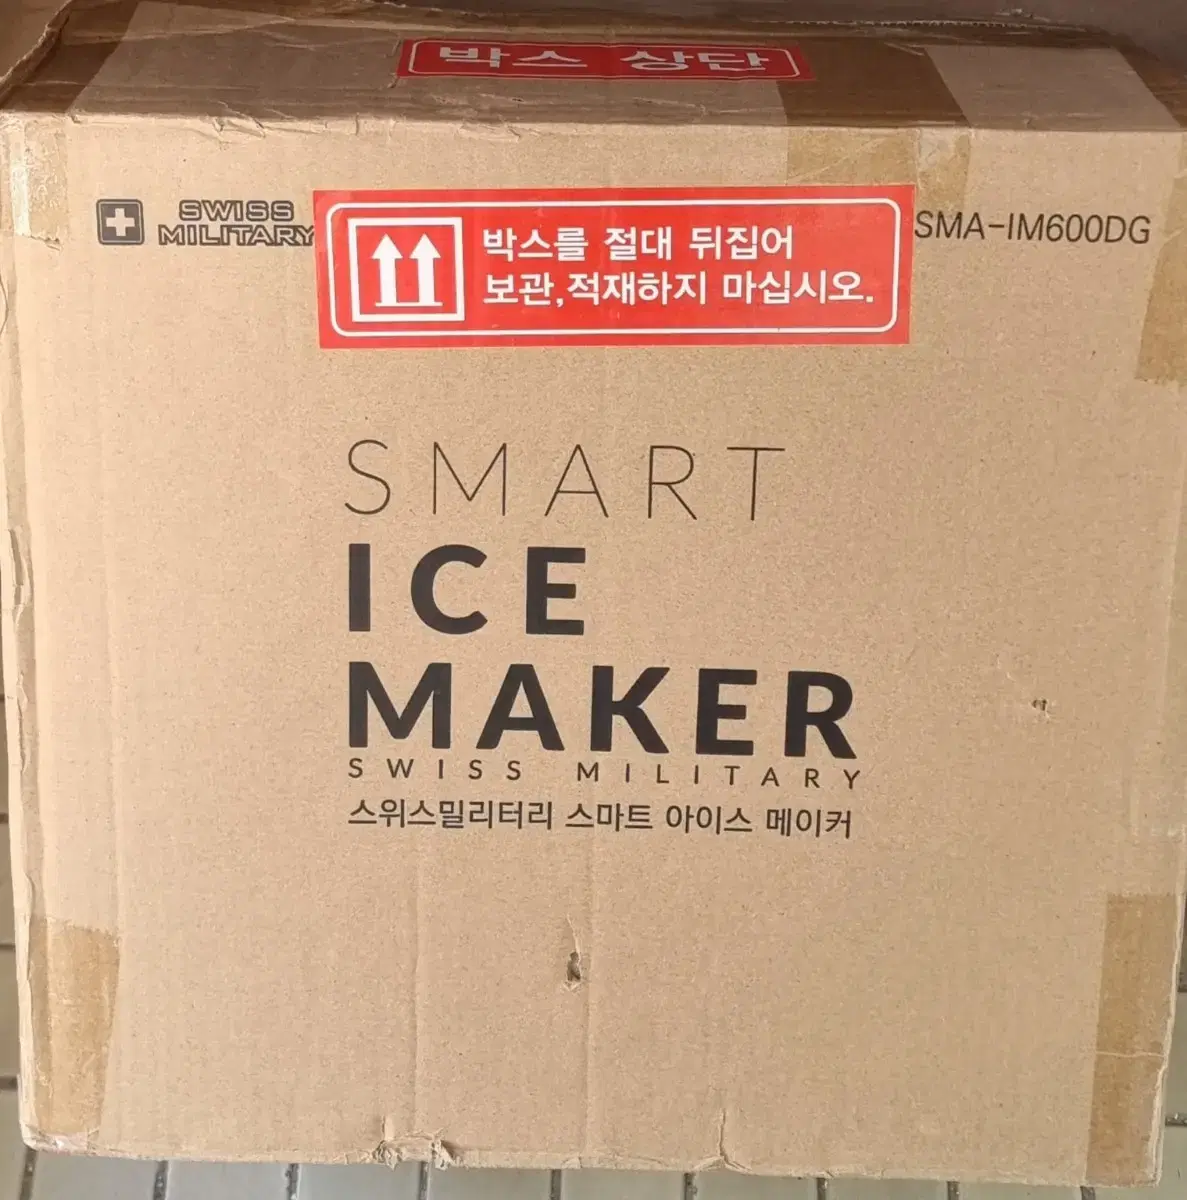 박스 상단
SWISS
MILITARY
박스를 절대 뒤집어
보관,적재하지 마십시오.
SMA-IM600DG
SMART
ICE
MAKER
SWISS MILITARY
스위스밀리터리 스마트 아이스 메이커